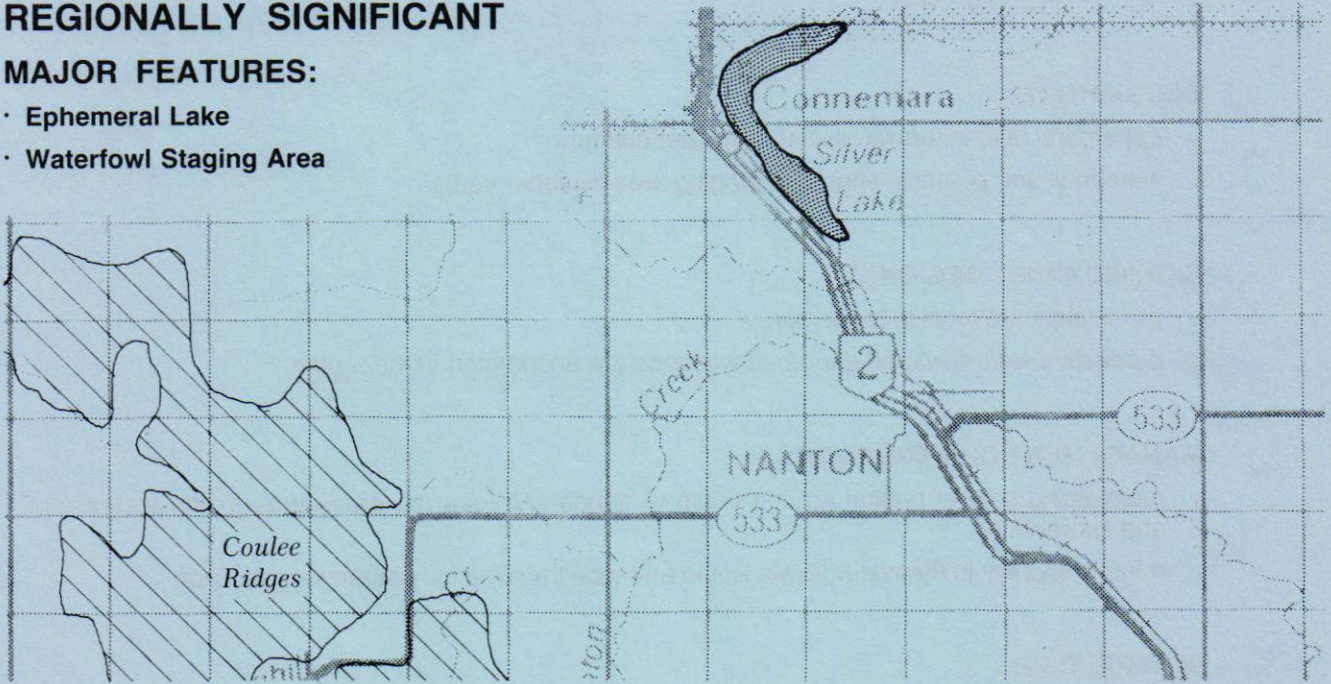 REGIONALLY SIGNIFICANT
MAJOR FEATURES:
· Ephemeral Lake
· Waterfowl Staging Area
Connemara
Silver
Lake
2
Creek
533
NANTON
533
Coulee
Ridges